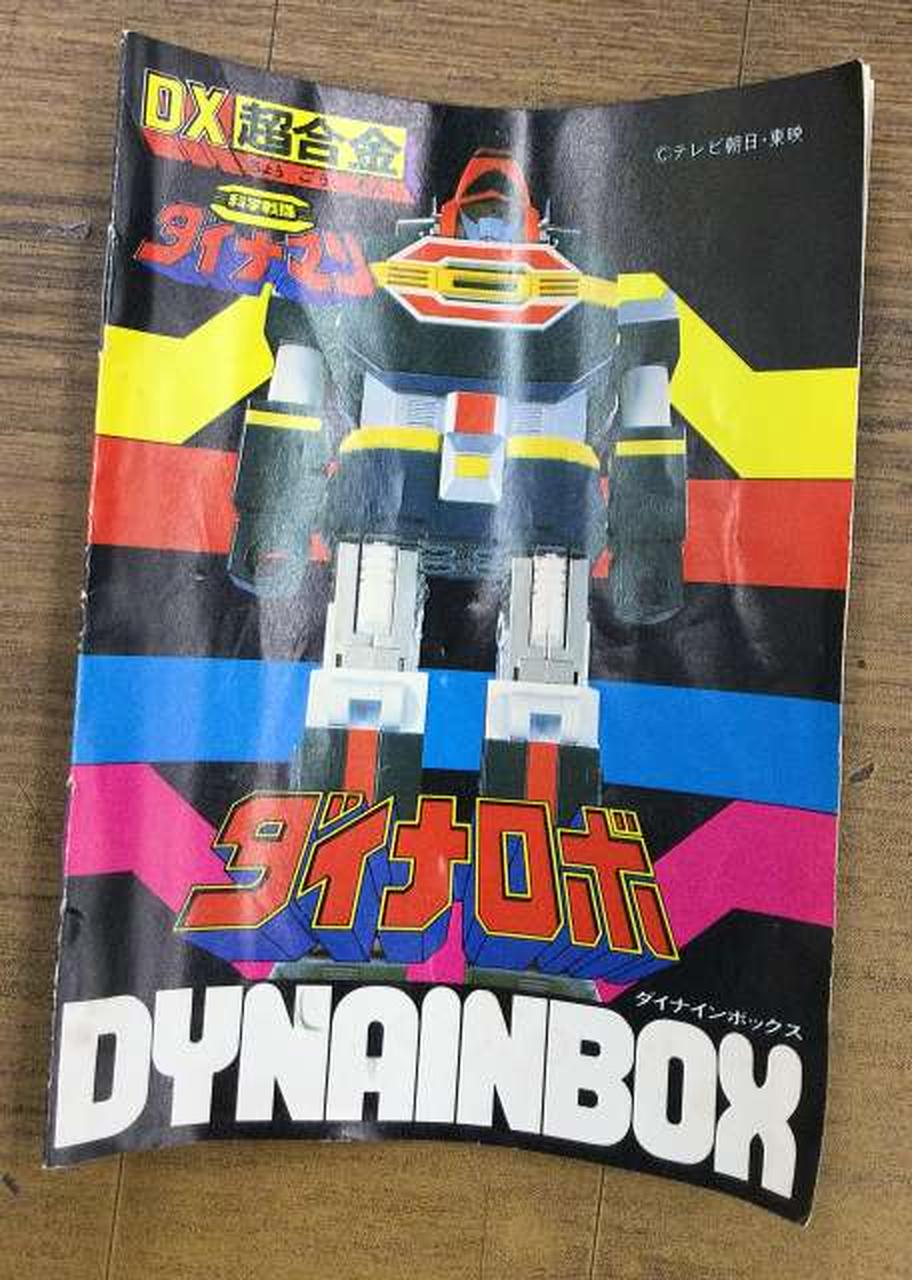 DX超合金
ちょう ごう きん
©テレビ朝日・東映
科学戦隊
ダイナマン
ダイナロボ
ダイナインボックス
DYNAINBOX